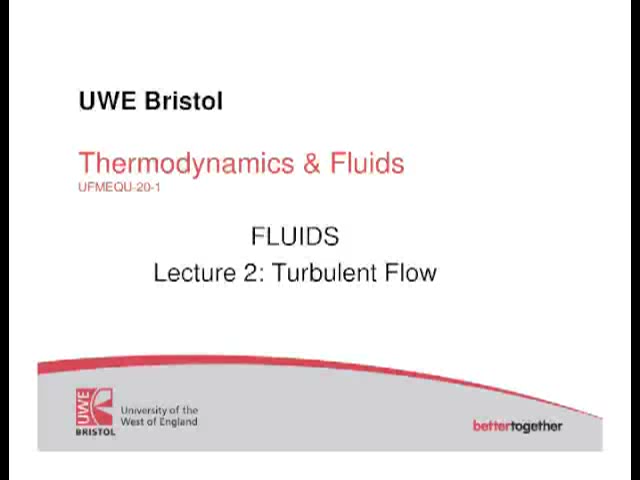 UWE Bristol
Thermodynamics & Fluids
UFMEQU-20-1
FLUIDS
Lecture 2: Turbulent Flow
UWE
BRISTOL
University of the
West of England
bettertogether